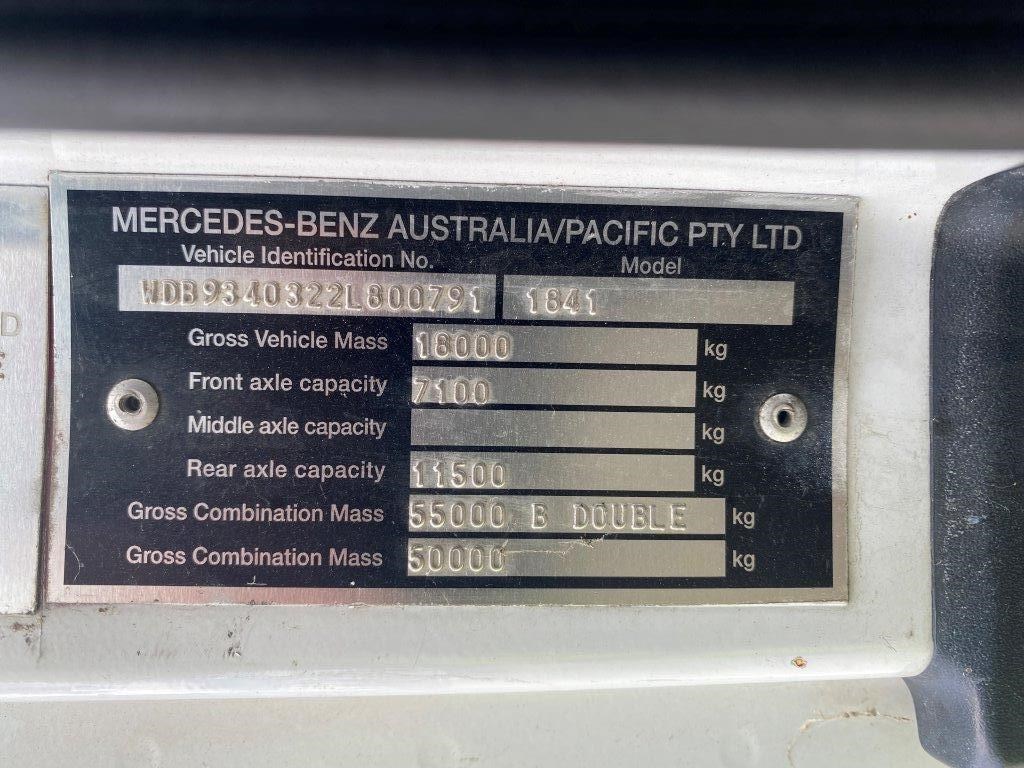 MERCEDES-BENZ AUSTRALIA/PACIFIC PTY LTD
Vehicle Identification No. Model
WDB9340322L800791 1841
Gross Vehicle Mass 18000 kg
Front axle capacity 7100 kg
Middle axle capacity kg
Rear axle capacity 11500 kg
Gross Combination Mass 55000 B DOUBLE kg
Gross Combination Mass 50000 kg
D